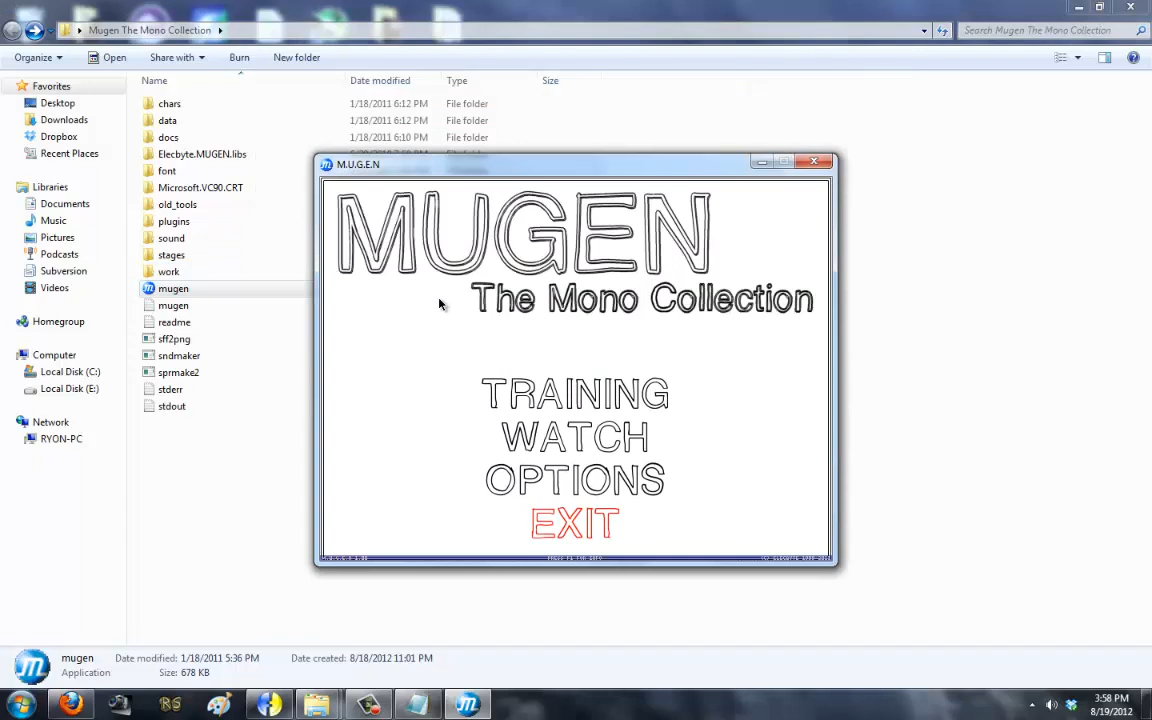 Mugen The Mono Collection
Search Mugen The Mono Collection
Organize Open Share with Burn New folder
Name Date modified Type Size
Favorites
Desktop
Downloads
Dropbox
Recent Places
Libraries
Documents
Music
Pictures
Podcasts
Subversion
Videos
Homegroup
Computer
Local Disk (C:)
Local Disk (E:)
Network
RYON-PC
chars 1/18/2011 6:12 PM File folder
data 1/18/2011 6:12 PM File folder
docs 1/18/2011 6:10 PM File folder
Elecbyte.MUGEN.libs
font
Microsoft.VC90.CRT
old_tools
plugins
sound
stages
work
mugen
mugen
readme
sff2png
sndmaker
sprmake2
stderr
stdout
M.U.G.E.N
MUGEN
The Mono Collection
TRAINING
WATCH
OPTIONS
EXIT
mugen Date modified: 1/18/2011 5:36 PM Date created: 8/18/2012 11:01 PM
Application Size: 678 KB
RS
3:58 PM
8/19/2012